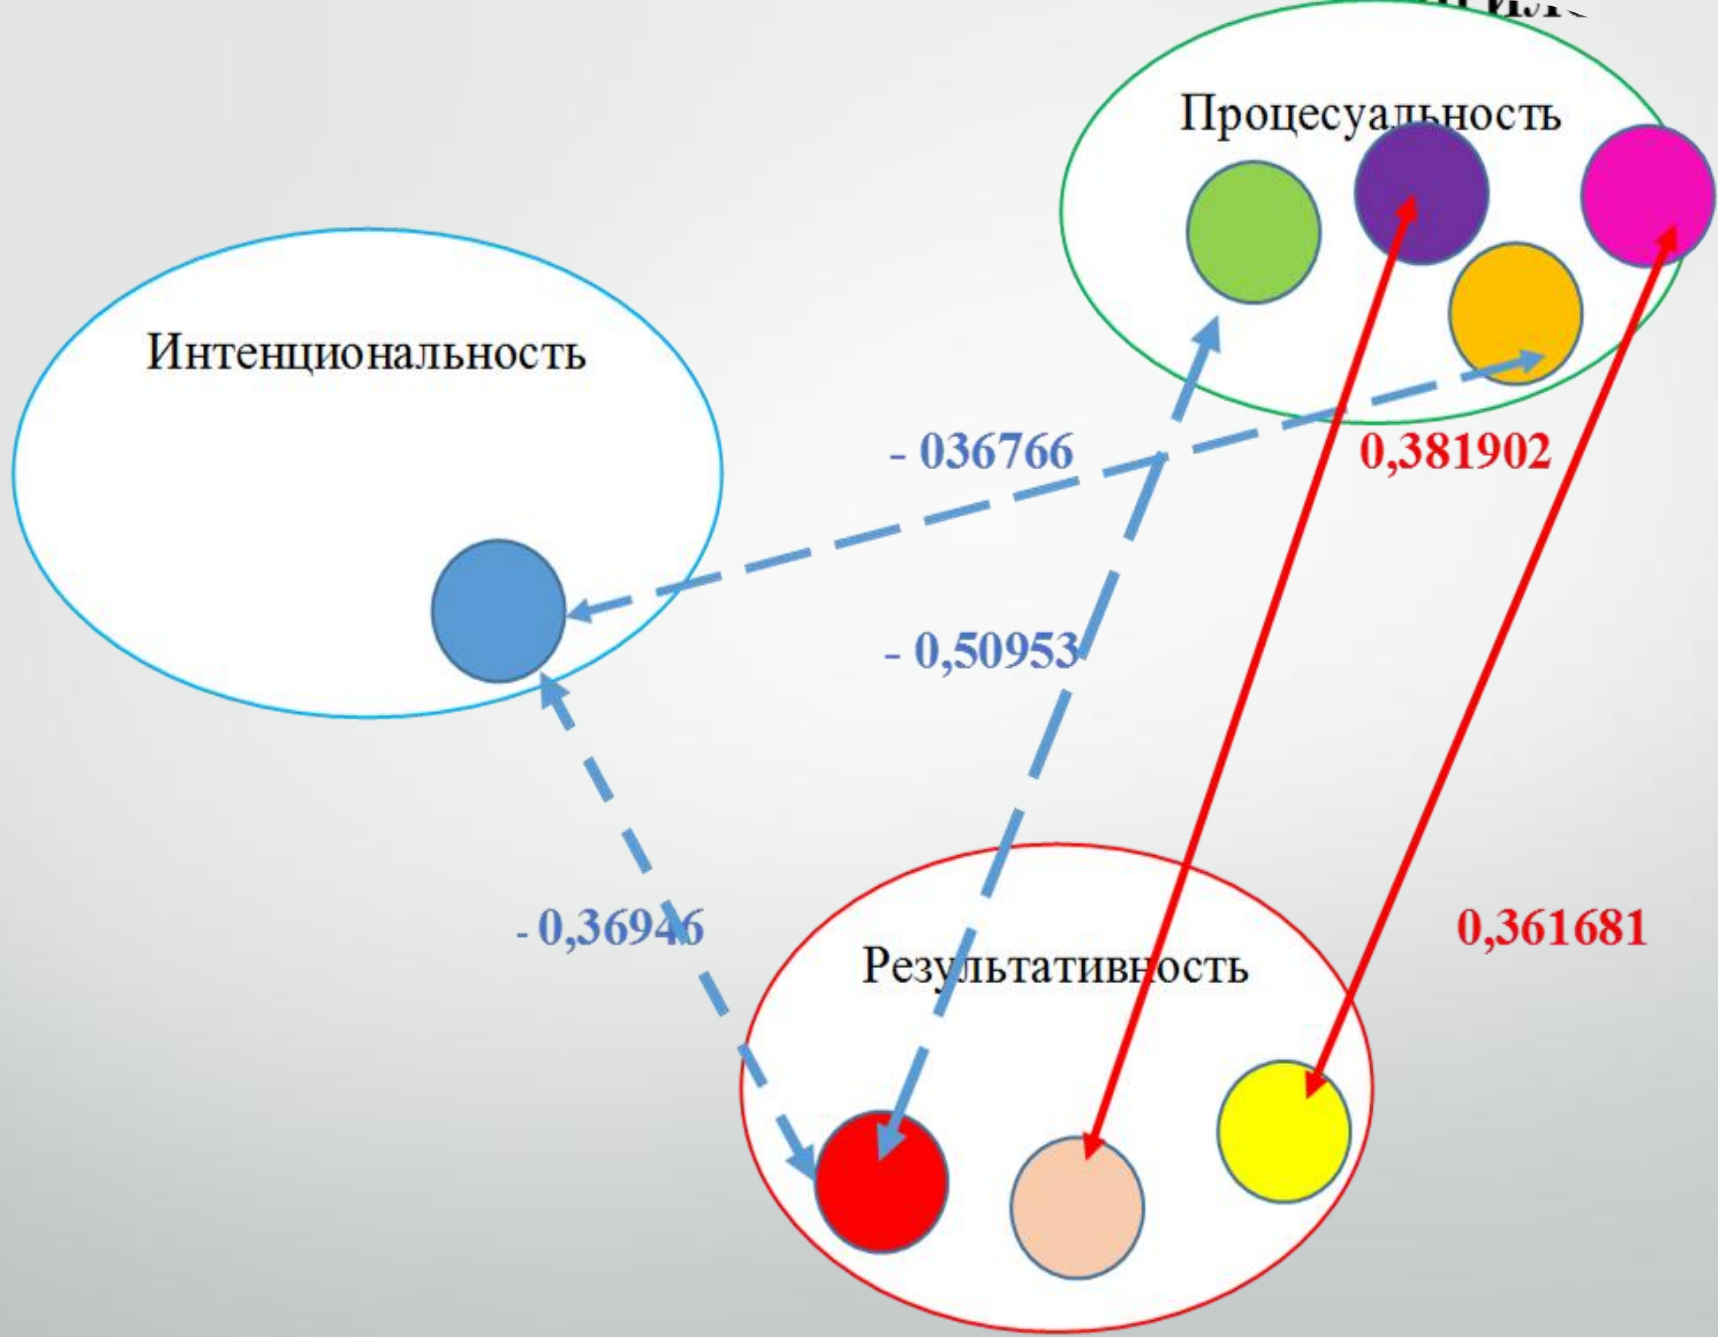 Процесуальность
Интенциональность
- 036766
0,381902
- 0,50953
- 0,36946
0,361681
Результативность